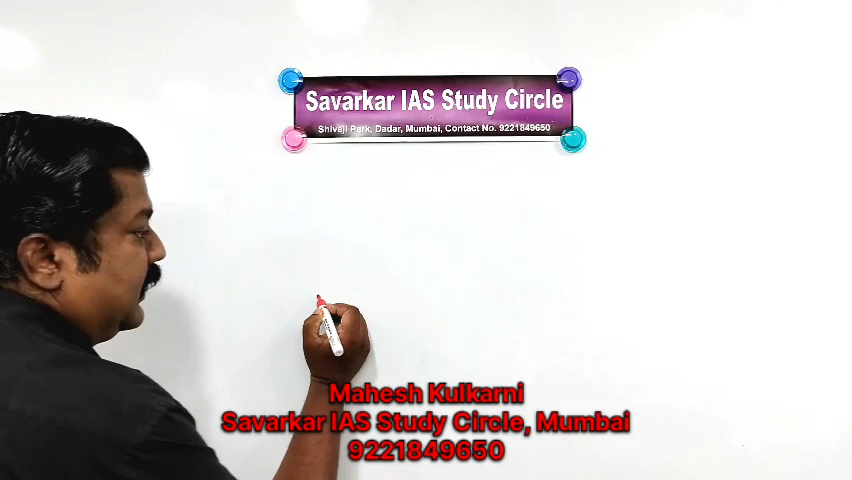 Savarkar IAS Study Circle
Shivaji Park, Dadar, Mumbai, Contact No. 9221849650
Mahesh Kulkarni
Savarkar IAS Study Circle, Mumbai
9221849650